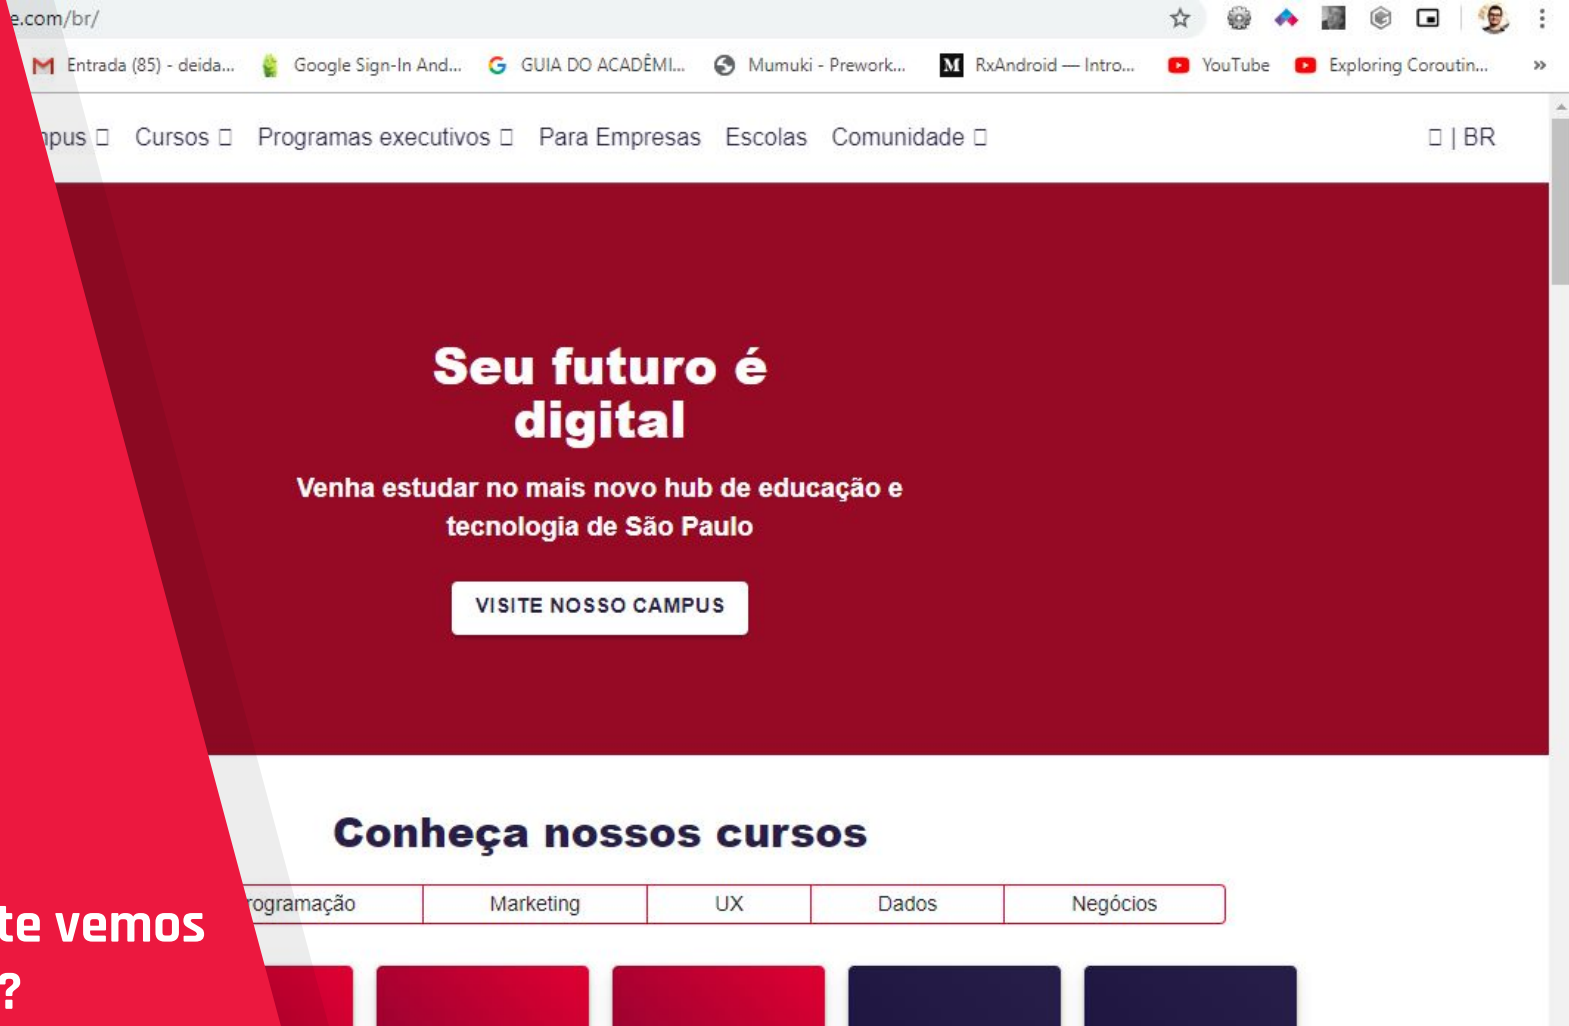 e.com/br/
Entrada (85) - deida... Google Sign-In And... GUIA DO ACADÊMI... Mumuki - Prework... RxAndroid — Intro... YouTube Exploring Coroutin... »
npus Cursos Programas executivos Para Empresas Escolas Comunidade | BR
Seu futuro é
digital
Venha estudar no mais novo hub de educação e
tecnologia de São Paulo
VISITE NOSSO CAMPUS
Conheça nossos cursos
rogramação Marketing UX Dados Negócios
te vemos
?